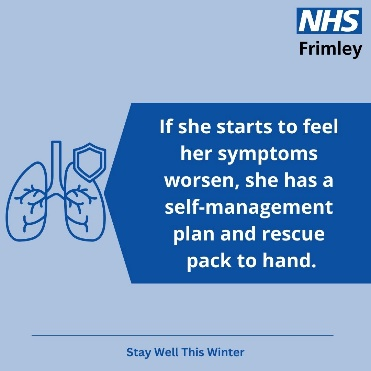 NHS
Frimley
If she starts to feel
her symptoms
worsen, she has a
self-management
plan and rescue
pack to hand.
Stay Well This Winter